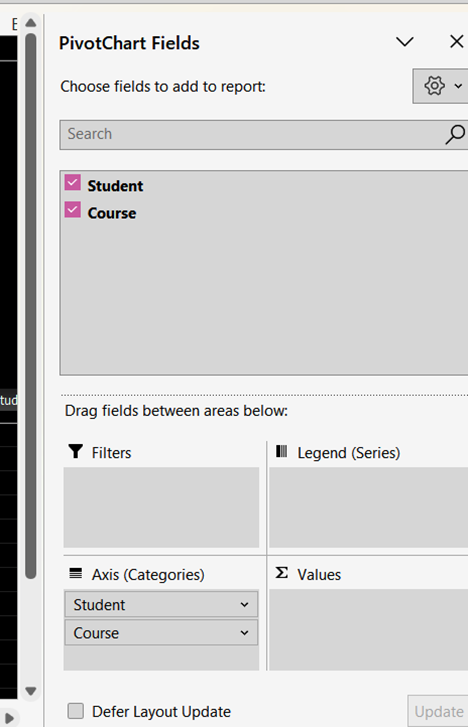 E
PivotChart Fields
Choose fields to add to report:
Search
Student
Course
tud
Drag fields between areas below:
Filters
Legend (Series)
Axis (Categories)
Σ Values
Student
Course
Defer Layout Update
Update